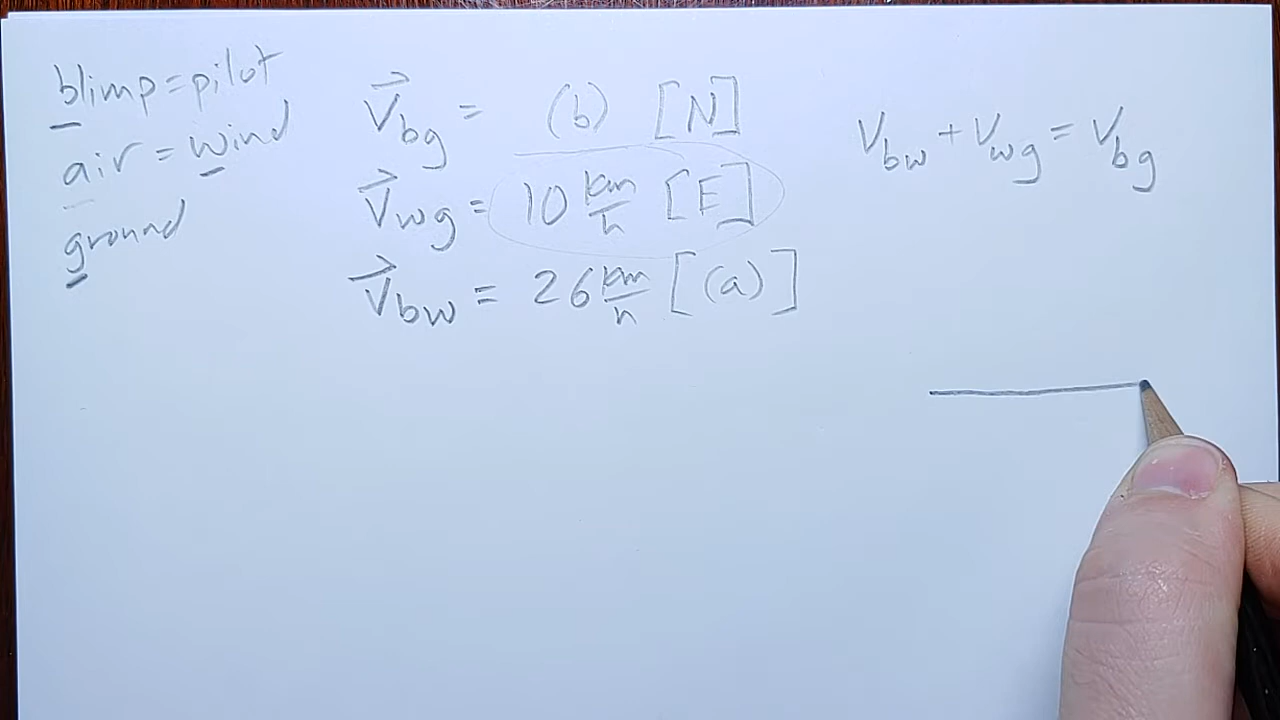 blimp = pilot
air = wind
ground
V⃗bg = (b) [N]
V⃗wg = 10 km/h [E]
V⃗bw = 26 km/h [(a)]
Vbw + Vwg = Vbg